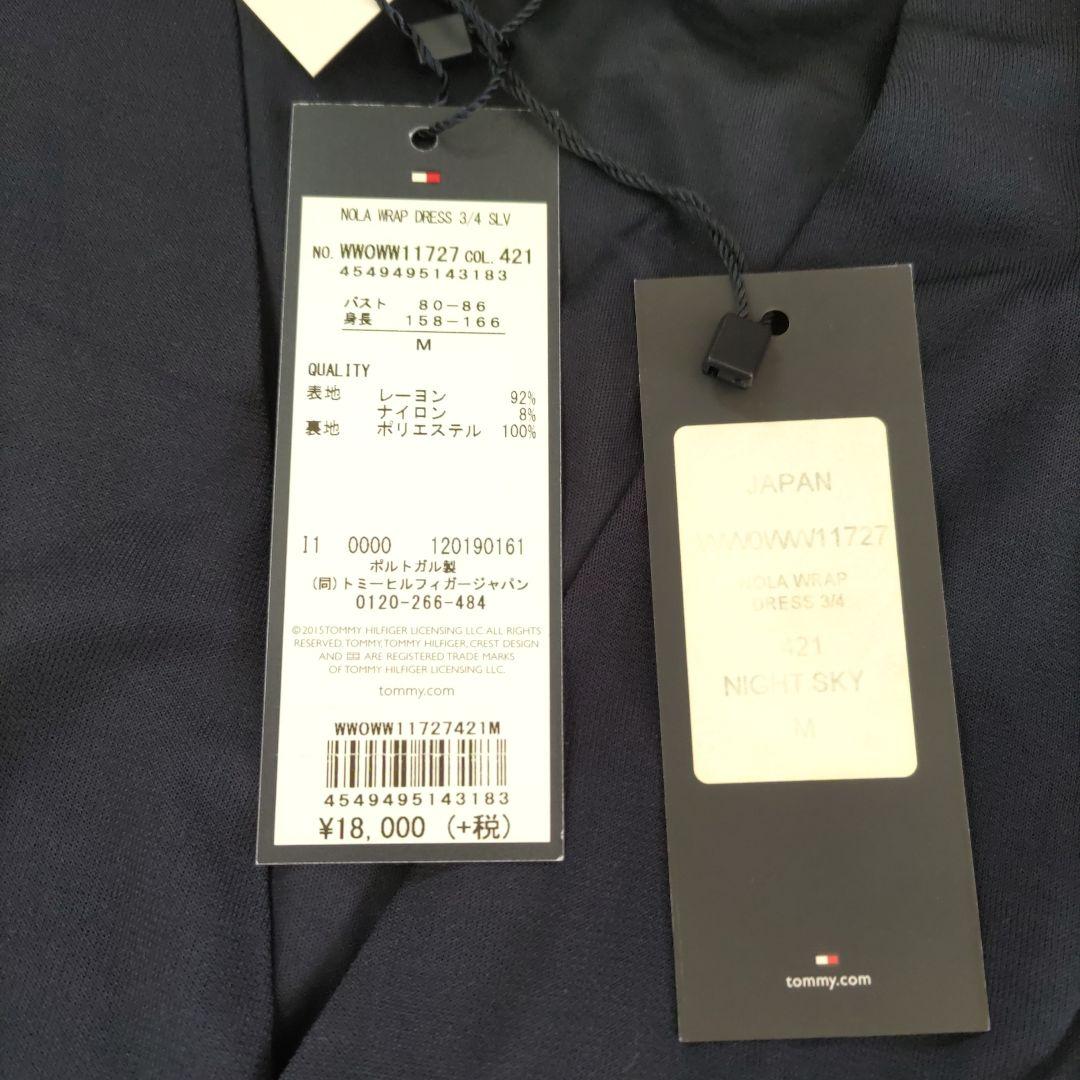 NOLA WRAP DRESS 3/4 SLV
NO. WW0WW11727 COL. 421
4549495143183
バスト 80-86
身長 158-166
M
QUALITY
表地 レーヨン 92%
ナイロン 8%
裏地 ポリエステル 100%
I1 0000 120190161
ポルトガル製
(同)トミーヒルフィガージャパン
0120-266-484
©2015 TOMMY HILFIGER LICENSING LLC. ALL RIGHTS
RESERVED. TOMMY, TOMMY HILFIGER, CREST DESIGN
AND ARE REGISTERED TRADE MARKS
OF TOMMY HILFIGER LICENSING LLC.
tommy.com
WW0WW11727421M
4549495143183
¥18,000 (+税)
JAPAN
WW0WW11727
NOLA WRAP
DRESS 3/4
421
NIGHT SKY
M
tommy.com